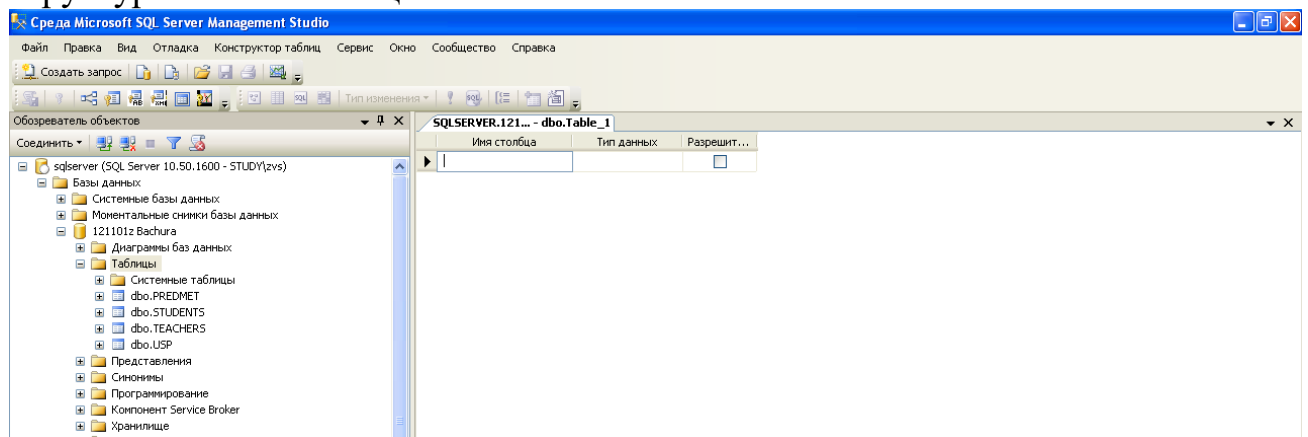 Среда Microsoft SQL Server Management Studio
Файл Правка Вид Отладка Конструктор таблиц Сервис Окно Сообщество Справка
Создать запрос
Тип изменения
Обозреватель объектов
SQLSERVER.121... - dbo.Table_1
Соединить
Имя столбца Тип данных Разрешит...
sqlserver (SQL Server 10.50.1600 - STUDY\zvs)
Базы данных
Системные базы данных
Моментальные снимки базы данных
121101z Bachura
Диаграммы баз данных
Таблицы
Системные таблицы
dbo.PREDMET
dbo.STUDENTS
dbo.TEACHERS
dbo.USP
Представления
Синонимы
Программирование
Компонент Service Broker
Хранилище